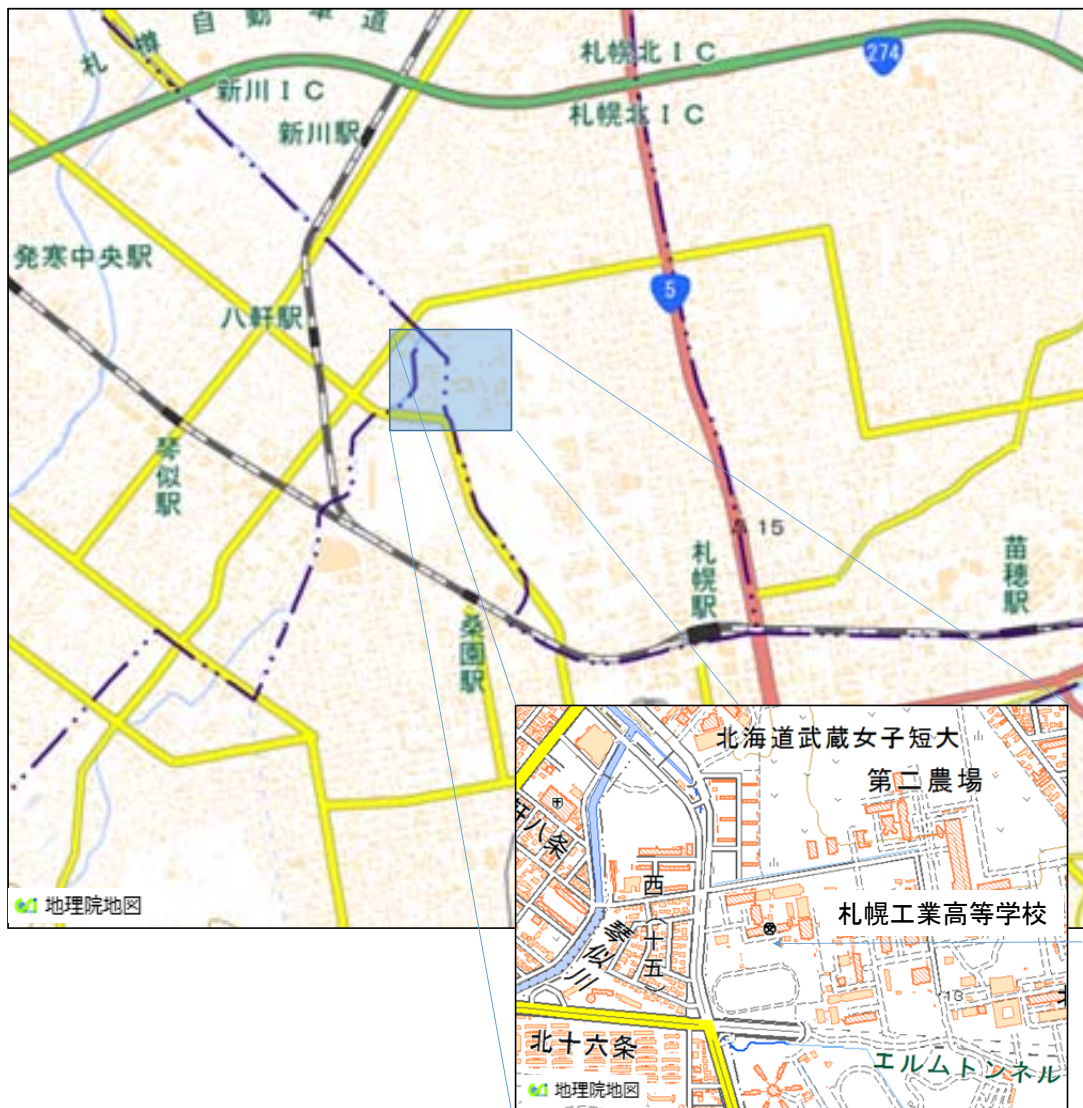 札樽自動車道
新川IC
札幌北IC
274
札幌北IC
新川駅
発寒中央駅
八軒駅
5
琴似駅
15
札幌駅
苗穂駅
桑園駅
地理院地図
北海道武蔵女子短大
第二農場
軒八条
西(十五)
札幌工業高等学校
琴似川
13
北十六条
エルムトンネル
地理院地図